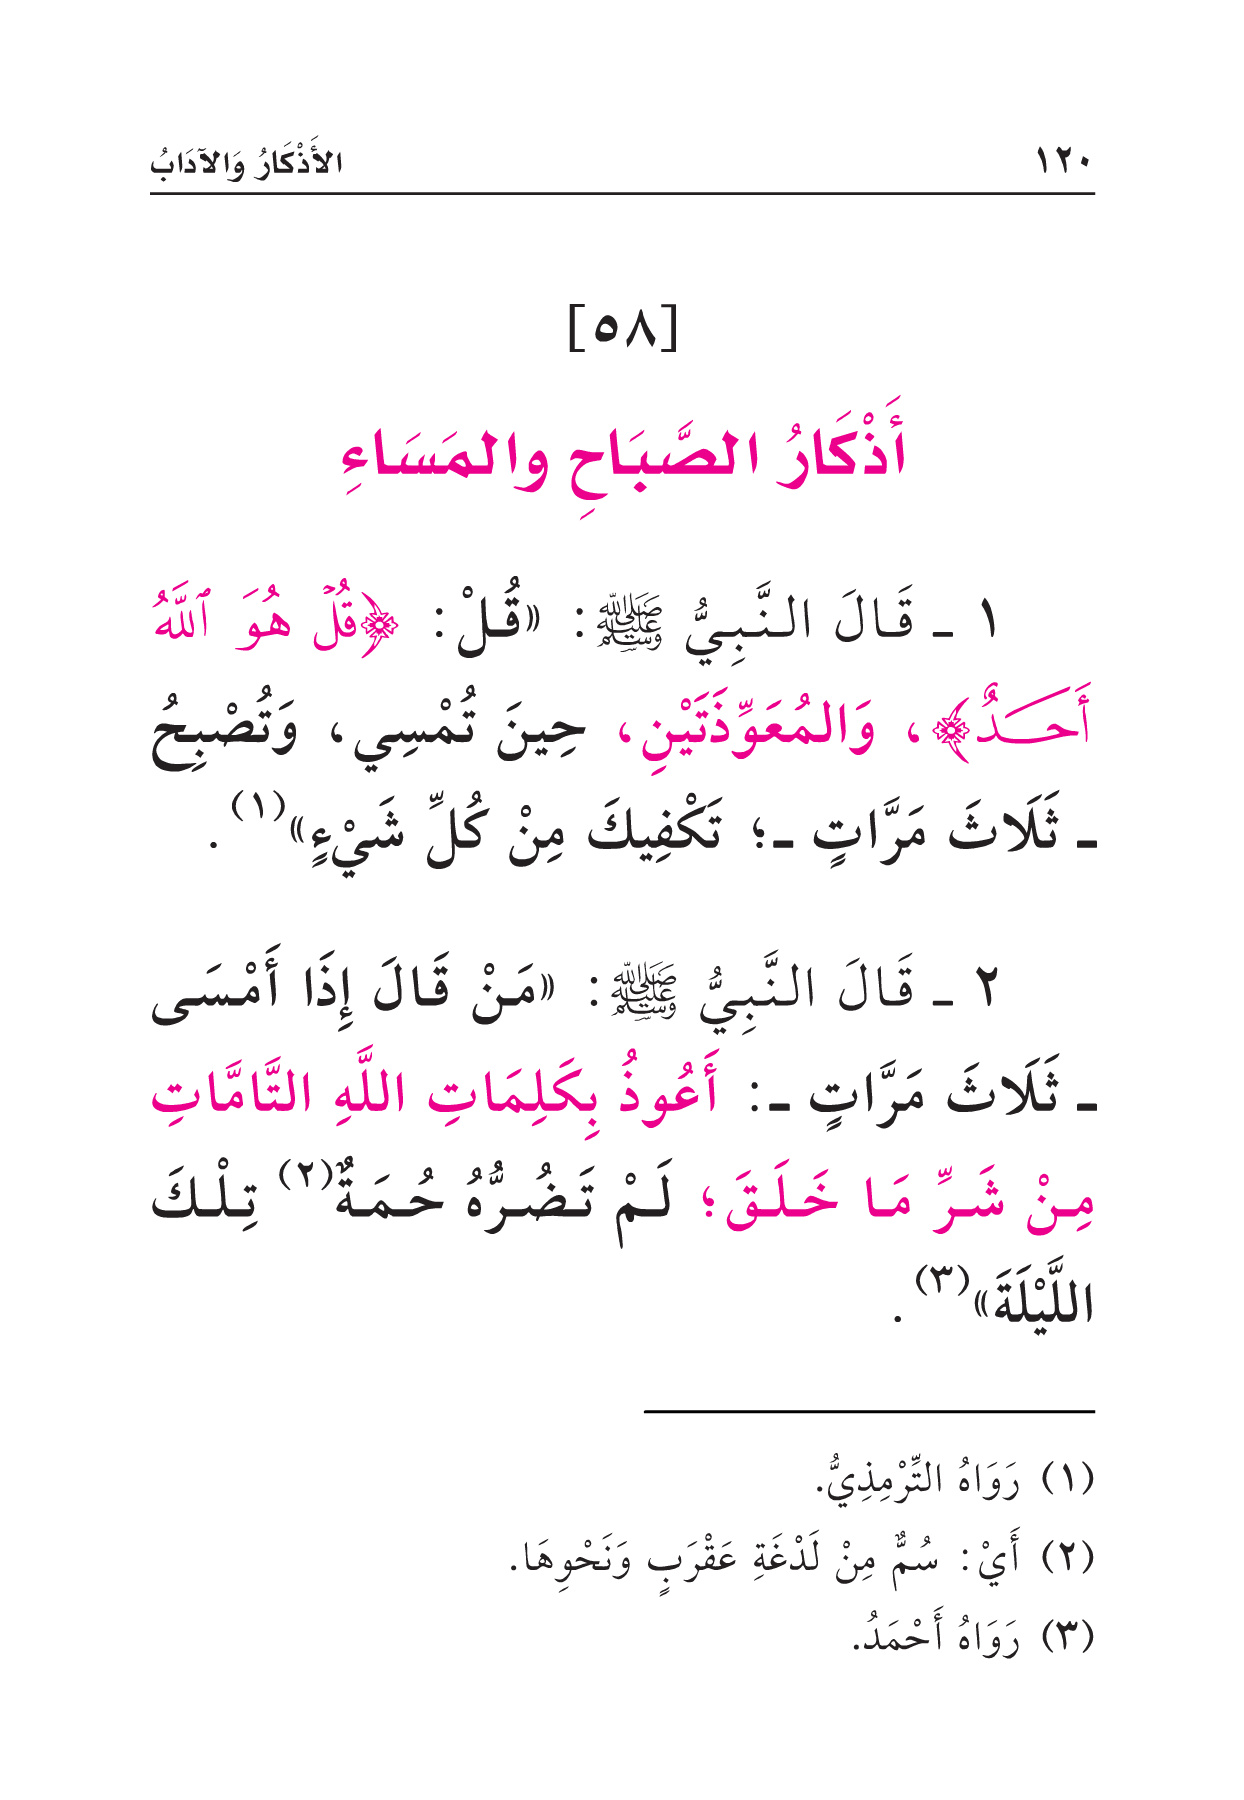 ١٢٠ الأَذْكَارُ وَالآدَابُ
[٥٨]
أَذْكَارُ الصَّبَاحِ والمَسَاءِ
١ ـ قَالَ النَّبِيُّ ﷺ: «قُلْ: ﴿قُلۡ هُوَ ٱللَّهُ
أَحَدٌ﴾، وَالمُعَوِّذَتَيْنِ، حِينَ تُمْسِي، وَتُصْبِحُ
ـ ثَلَاثَ مَرَّاتٍ ـ؛ تَكْفِيكَ مِنْ كُلِّ شَيْءٍ»(١).
٢ ـ قَالَ النَّبِيُّ ﷺ: «مَنْ قَالَ إِذَا أَمْسَى
ـ ثَلَاثَ مَرَّاتٍ ـ: أَعُوذُ بِكَلِمَاتِ اللَّهِ التَّامَّاتِ
مِنْ شَرِّ مَا خَلَقَ؛ لَمْ تَضُرُّهُ حُمَةٌ(٢) تِلْكَ
اللَّيْلَةَ»(٣).
(١) رَوَاهُ التِّرْمِذِيُّ.
(٢) أَيْ: سُمٌّ مِنْ لَدْغَةِ عَقْرَبٍ وَنَحْوِهَا.
(٣) رَوَاهُ أَحْمَدُ.